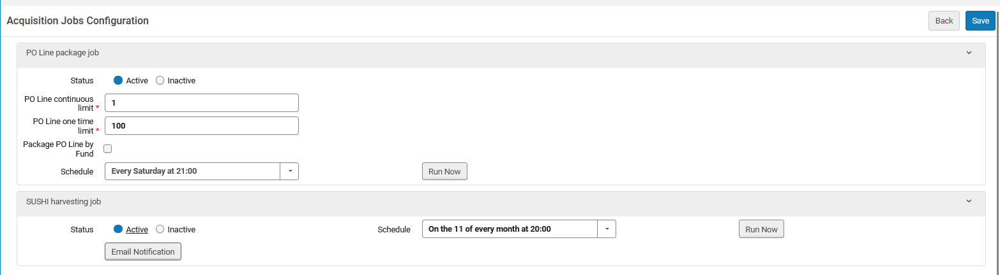 Acquisition Jobs Configuration
Back
Save
PO Line package job
Status
Active
Inactive
PO Line continuous
limit *
1
PO Line one time
limit *
100
Package PO Line by
Fund
Schedule
Every Saturday at 21:00
Run Now
SUSHI harvesting job
Status
Active
Inactive
Schedule
On the 11 of every month at 20:00
Run Now
Email Notification